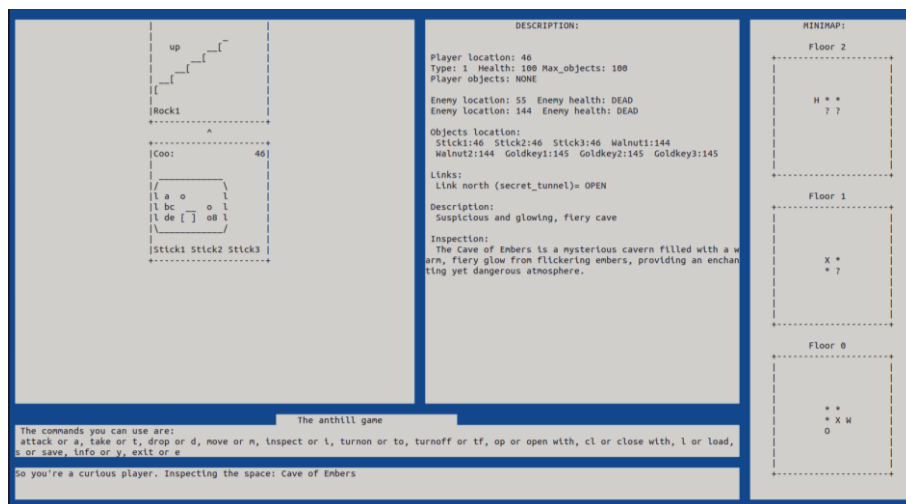 up
Rock1
^
Coo: 46
l a o l
l bc __ o l
l de [ ] o8 l
Stick1 Stick2 Stick3
DESCRIPTION:
Player location: 46
Type: 1 Health: 100 Max_objects: 100
Player objects: NONE
Enemy location: 55 Enemy health: DEAD
Enemy location: 144 Enemy health: DEAD
Objects location:
Stick1:46 Stick2:46 Stick3:46 Walnut1:144
Walnut2:144 Goldkey1:145 Goldkey2:145 Goldkey3:145
Links:
Link north (secret_tunnel)= OPEN
Description:
Suspicious and glowing, fiery cave
Inspection:
The Cave of Embers is a mysterious cavern filled with a w
arm, fiery glow from flickering embers, providing an enchan
ting yet dangerous atmosphere.
MINIMAP:
Floor 2
H * *
? ?
Floor 1
X *
* ?
Floor 0
* *
* X W
O
The anthill game
The commands you can use are:
attack or a, take or t, drop or d, move or m, inspect or i, turnon or to, turnoff or tf, op or open with, cl or close with, l or load,
s or save, info or y, exit or e
So you're a curious player. Inspecting the space: Cave of Embers